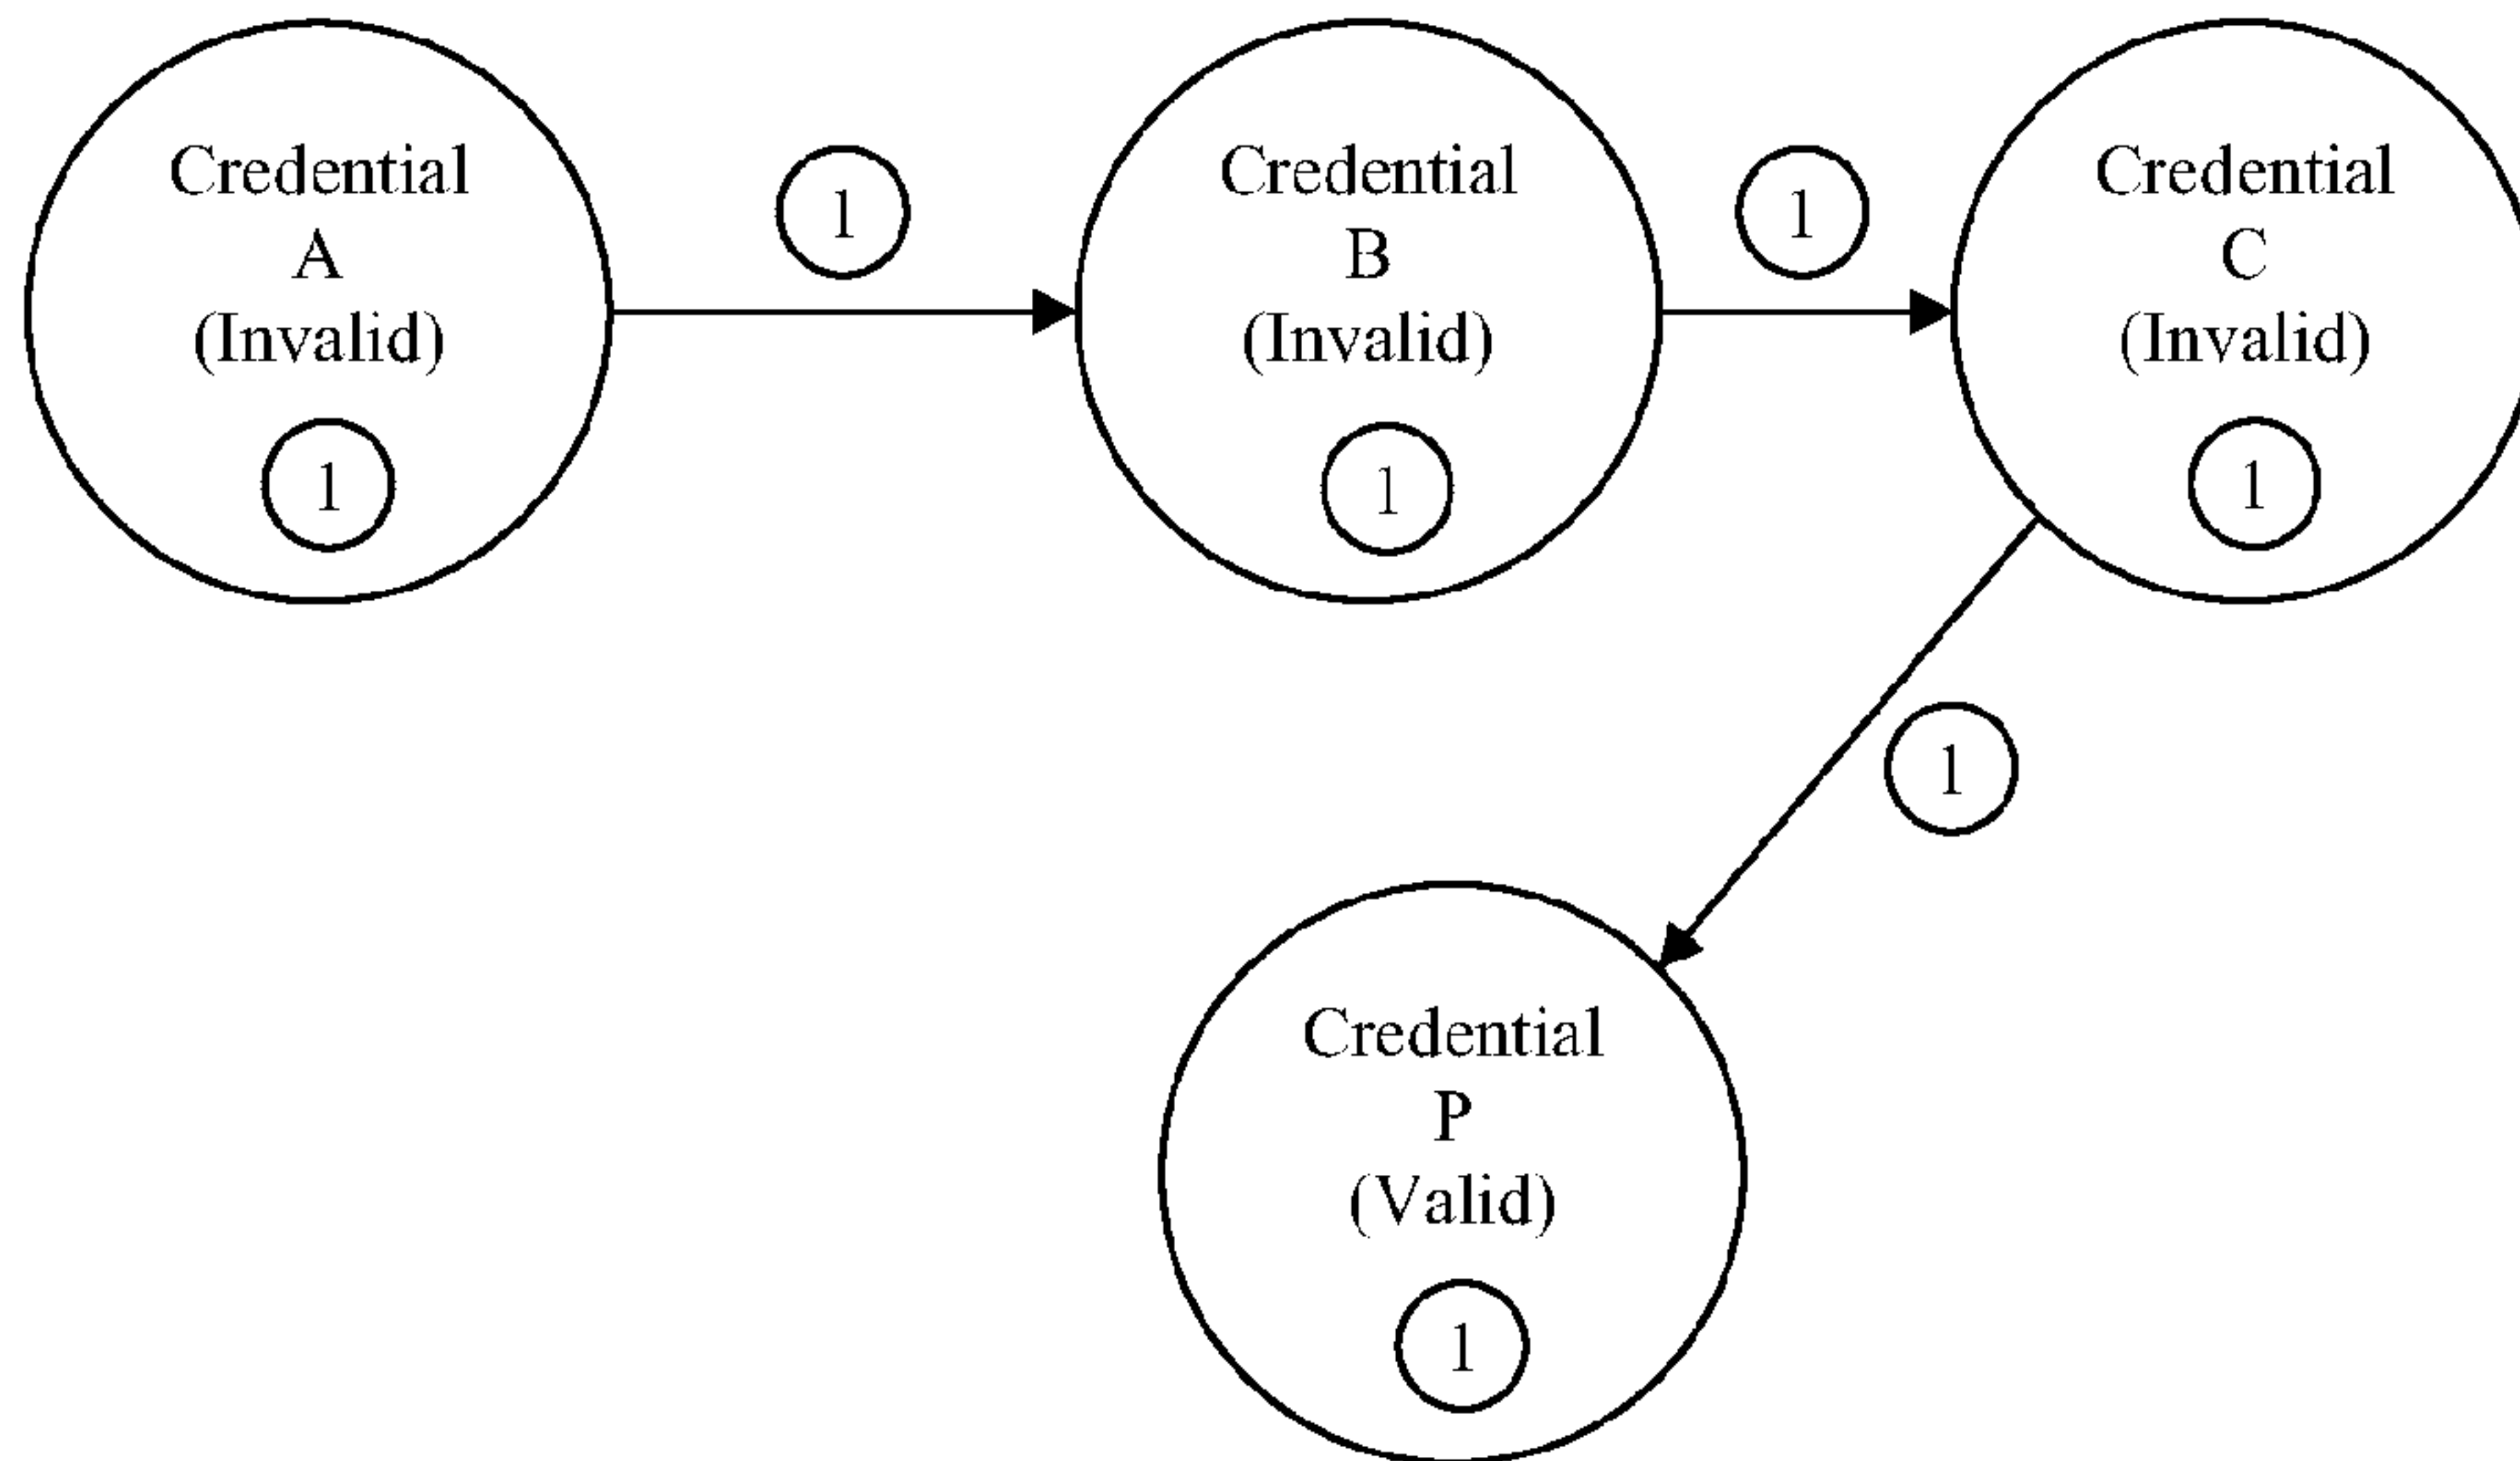 Credential
A
(Invalid)
1
1
Credential
B
(Invalid)
1
1
Credential
C
(Invalid)
1
1
Credential
P
(Valid)
1